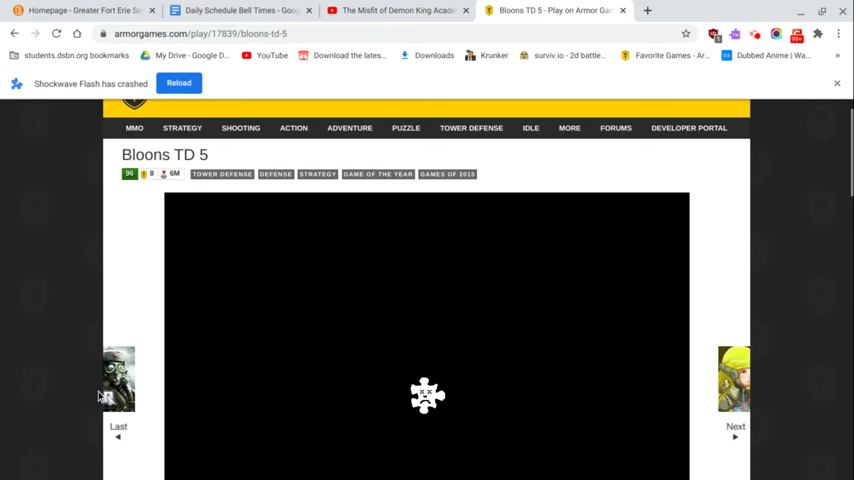 Homepage - Greater Fort Erie Se
Daily Schedule Bell Times - Goog
The Misfit of Demon King Acade
Bloons TD 5 - Play on Armor Gam
armorgames.com/play/17839/bloons-td-5
students.dsbn.org bookmarks
My Drive - Google D...
YouTube
Download the lates...
Downloads
Krunker
surviv.io - 2d battle...
Favorite Games - Ar...
Dubbed Anime | Wa...
Shockwave Flash has crashed
Reload
MMO STRATEGY SHOOTING ACTION ADVENTURE PUZZLE TOWER DEFENSE IDLE MORE FORUMS DEVELOPER PORTAL
Bloons TD 5
96 8 6M TOWER DEFENSE DEFENSE STRATEGY GAME OF THE YEAR GAMES OF 2015
Last
Next